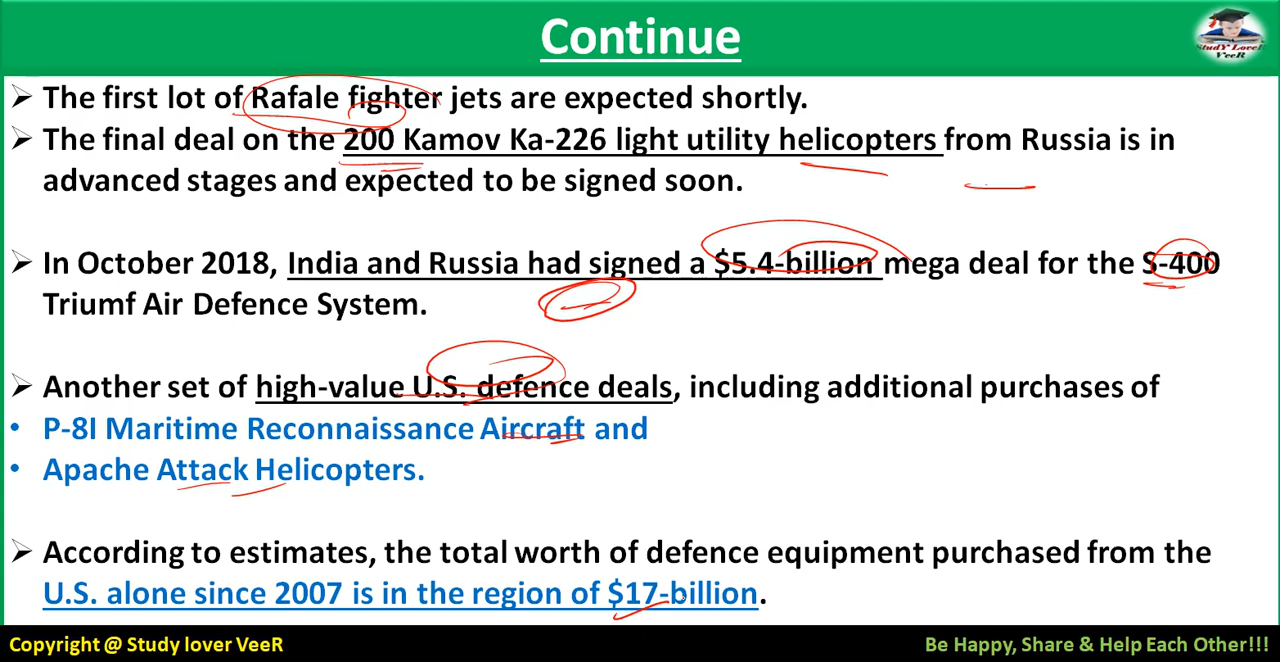 Continue
StudY LoveR
VeeR
➢ The first lot of Rafale fighter jets are expected shortly.
➢ The final deal on the 200 Kamov Ka-226 light utility helicopters from Russia is in
advanced stages and expected to be signed soon.
➢ In October 2018, India and Russia had signed a $5.4-billion mega deal for the S-400
Triumf Air Defence System.
➢ Another set of high-value U.S. defence deals, including additional purchases of
• P-8I Maritime Reconnaissance Aircraft and
• Apache Attack Helicopters.
➢ According to estimates, the total worth of defence equipment purchased from the
U.S. alone since 2007 is in the region of $17-billion.
Copyright @ Study lover VeeR
Be Happy, Share & Help Each Other!!!